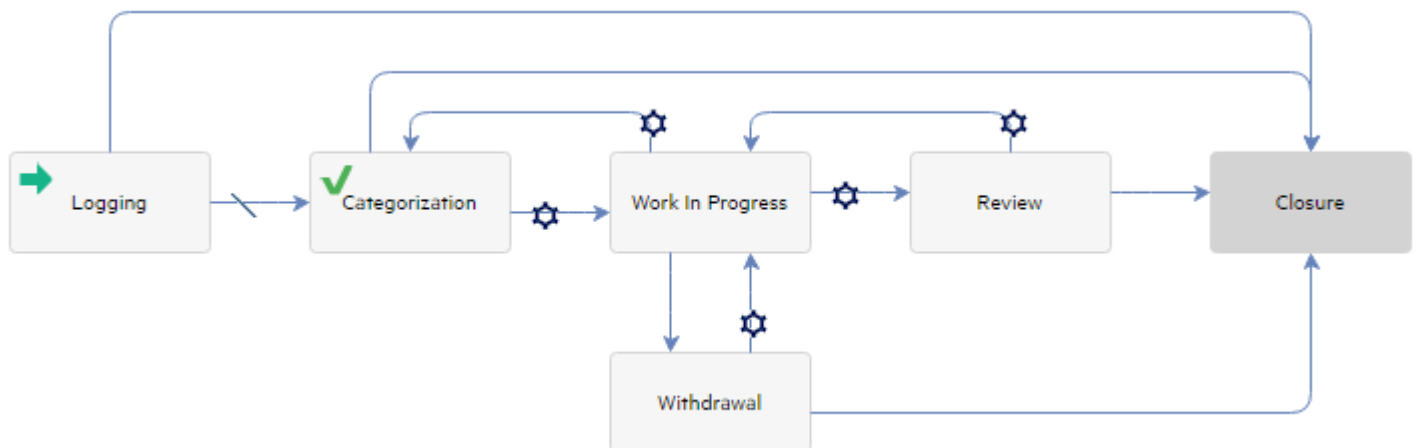 Logging
Categorization
Work In Progress
Review
Closure
Withdrawal